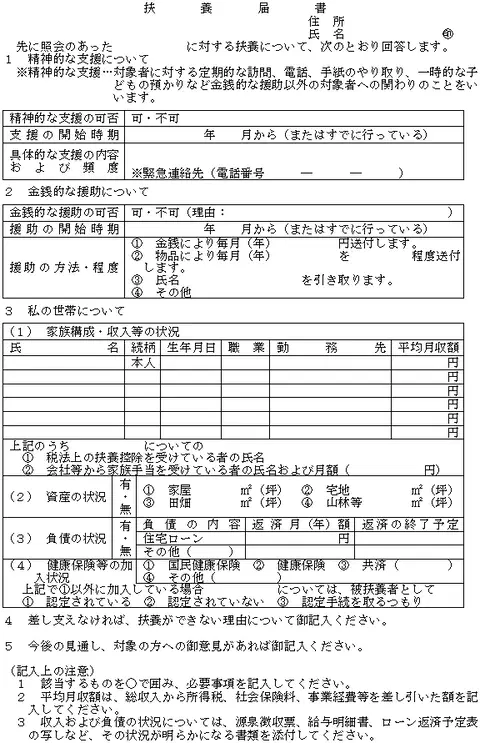 扶養届書
住所
氏名 ㊞
先に照会のあった に対する扶養について、次のとおり回答します。
1 精神的な支援について
※精神的な支援…対象者に対する定期的な訪問、電話、手紙のやり取り、一時的な子
どもの預かりなど金銭的な援助以外の対象者への関わりのことをい
います。
精神的な支援の可否 可・不可
支援の開始時期 年 月から（またはすでに行っている）
具体的な支援の内容
および頻度
※緊急連絡先（電話番号 ― ― ）
2 金銭的な援助について
金銭的な援助の可否 可・不可（理由： ）
援助の開始時期 年 月から（またはすでに行っている）
援助の方法・程度
① 金銭により毎月（年） 円送付します。
② 物品により毎月（年） を 程度送付
します。
③ 氏名 を引き取ります。
④ その他
3 私の世帯について
（1） 家族構成・収入等の状況
氏名 続柄 生年月日 職業 勤務先 平均月収額
本人 円
円
円
円
円
円
上記のうち についての
① 税法上の扶養控除を受けている者の氏名
② 会社等から家族手当を受けている者の氏名および月額（ 円）
（2） 資産の状況 有・無 ① 家屋 ㎡（坪） ② 宅地 ㎡（坪）
③ 田畑 ㎡（坪） ④ 山林等 ㎡（坪）
（3） 負債の状況 有・無 負債の内容 返済月（年）額 返済の終了予定
住宅ローン 円
その他（ ）
（4） 健康保険等の加
入状況
① 国民健康保険 ② 健康保険 ③ 共済（ ）
④ その他（ ）
上記で①以外に加入している場合 については、被扶養者として
① 認定されている ② 認定されていない ③ 認定手続を取るつもり
4 差し支えなければ、扶養ができない理由について御記入ください。
5 今後の見通し、対象の方への御意見があれば御記入ください。
（記入上の注意）
1 該当するものを○で囲み、必要事項を記入してください。
2 平均月収額は、総収入から所得税、社会保険料、事業経費等を差し引いた額を記
入してください。
3 収入および負債の状況については、源泉徴収票、給与明細書、ローン返済予定表
の写しなど、その状況が明らかになる書類を添付してください。